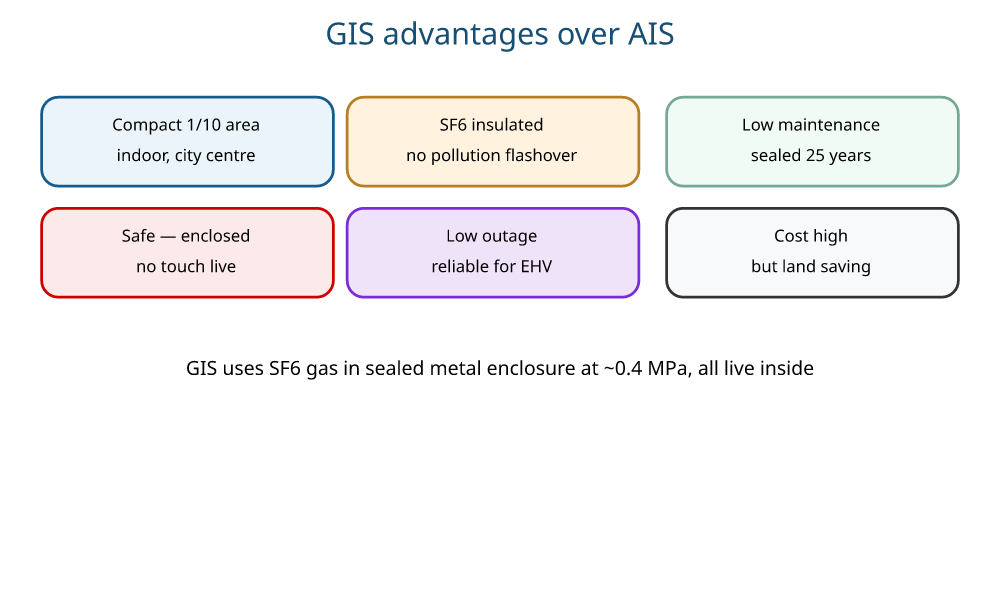 GIS advantages over AIS
Compact 1/10 area
indoor, city centre
SF6 insulated
no pollution flashover
Low maintenance
sealed 25 years
Safe — enclosed
no touch live
Low outage
reliable for EHV
Cost high
but land saving
GIS uses SF6 gas in sealed metal enclosure at ~0.4 MPa, all live inside